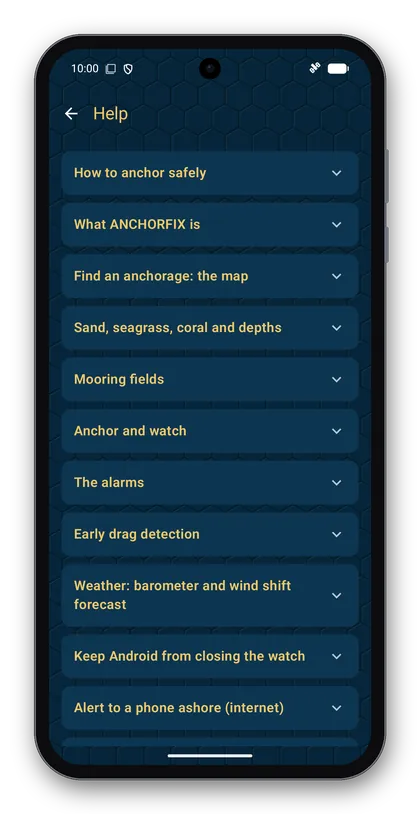 10:00
Help
How to anchor safely
What ANCHORFIX is
Find an anchorage: the map
Sand, seagrass, coral and depths
Mooring fields
Anchor and watch
The alarms
Early drag detection
Weather: barometer and wind shift
forecast
Keep Android from closing the watch
Alert to a phone ashore (internet)